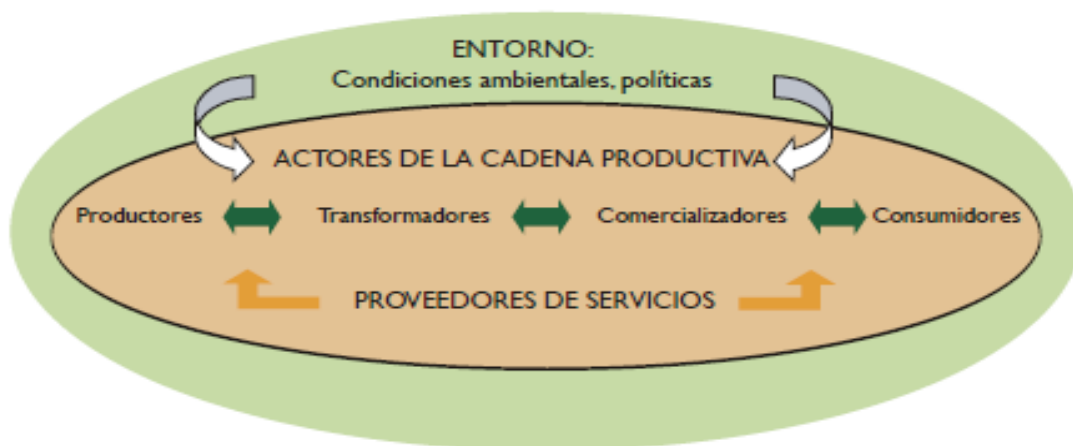 ENTORNO:
Condiciones ambientales, políticas
ACTORES DE LA CADENA PRODUCTIVA
Productores Transformadores Comercializadores Consumidores
PROVEEDORES DE SERVICIOS